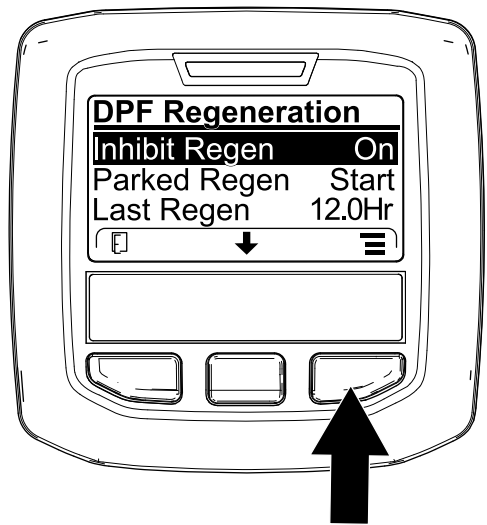 DPF Regeneration
Inhibit Regen On
Parked Regen Start
Last Regen 12.0Hr